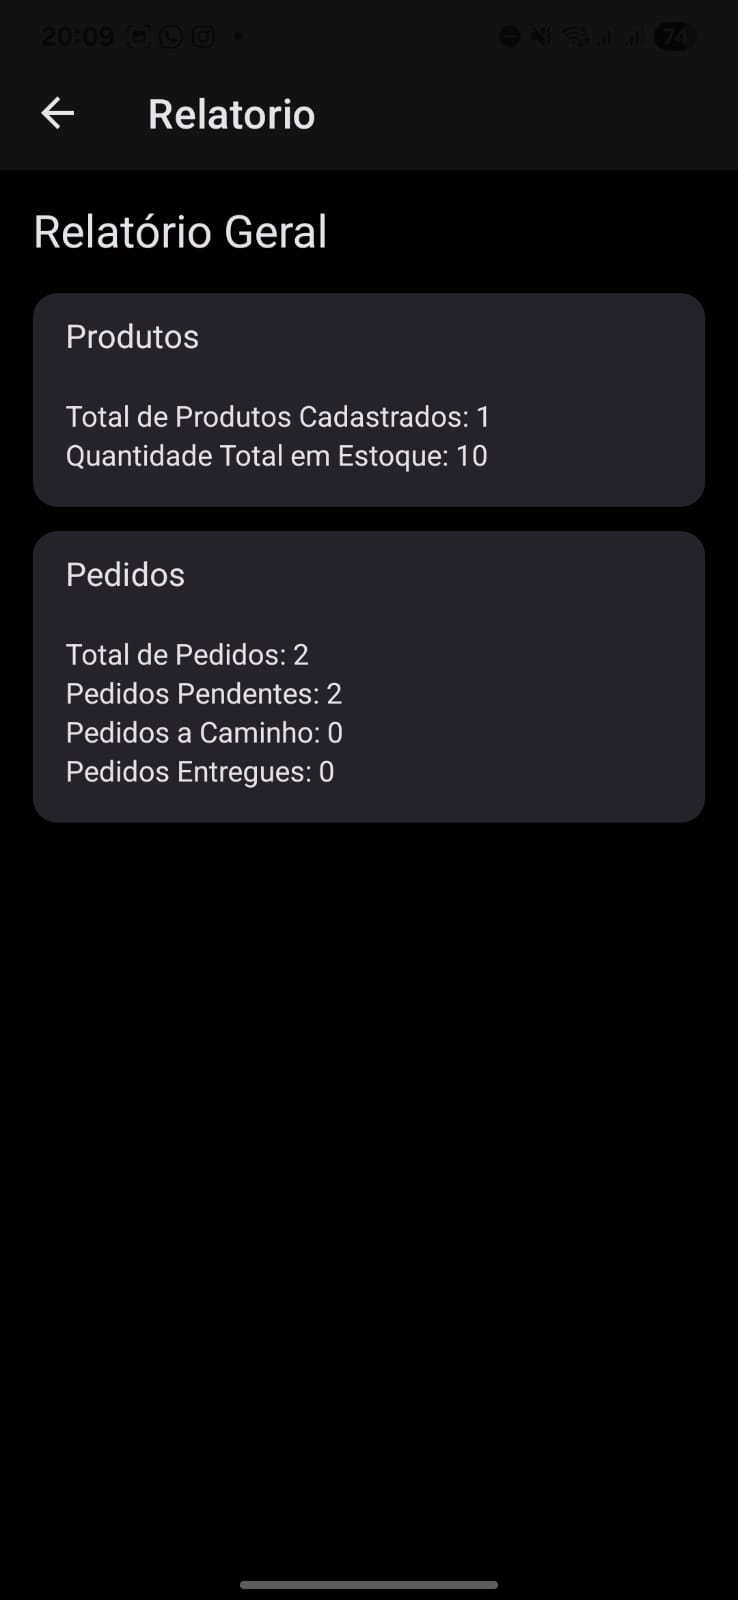 20:09
74
Relatorio
Relatório Geral
Produtos
Total de Produtos Cadastrados: 1
Quantidade Total em Estoque: 10
Pedidos
Total de Pedidos: 2
Pedidos Pendentes: 2
Pedidos a Caminho: 0
Pedidos Entregues: 0